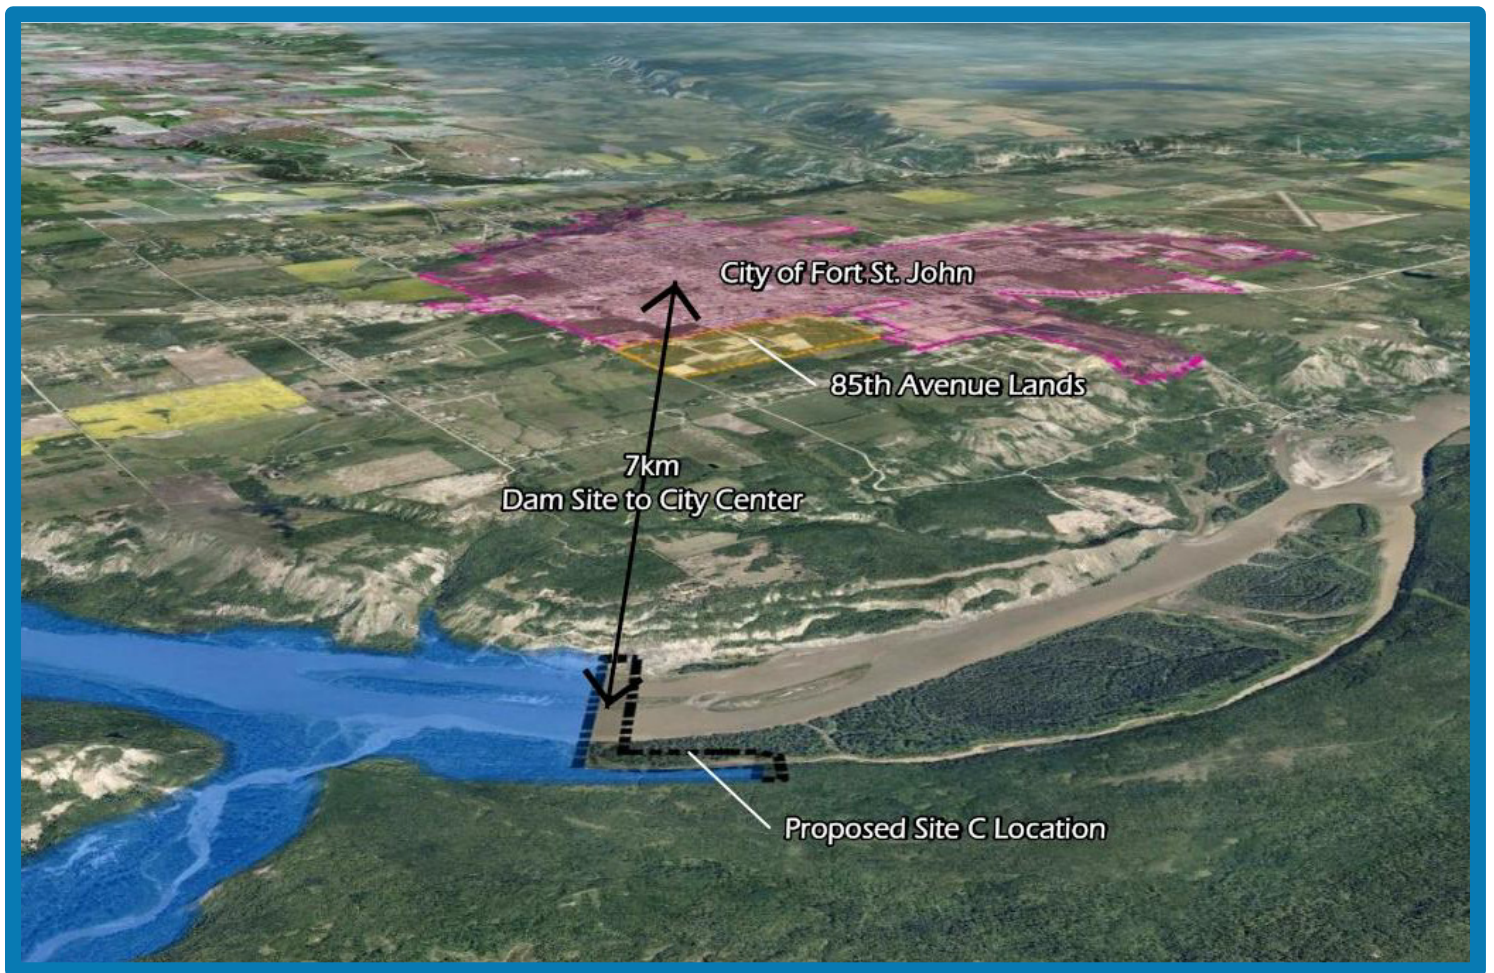 City of Fort St. John
85th Avenue Lands
7km
Dam Site to City Center
Proposed Site C Location